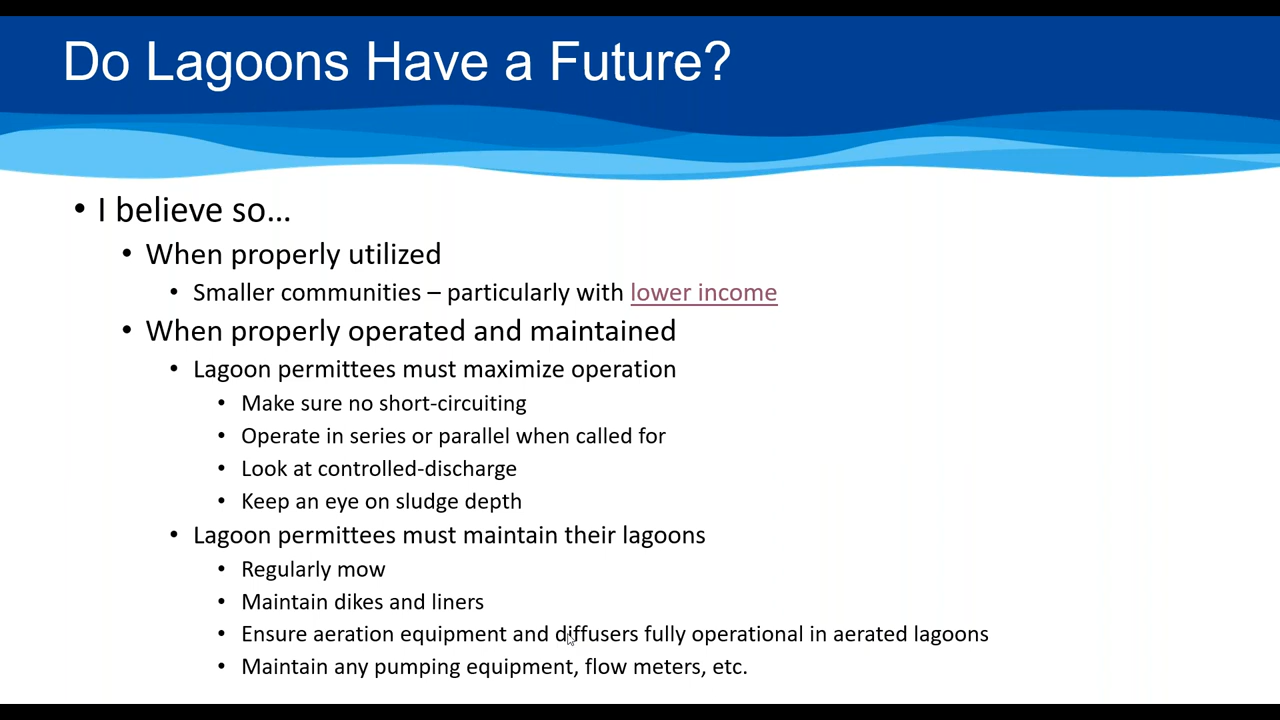 Do Lagoons Have a Future?
• I believe so…
• When properly utilized
• Smaller communities – particularly with lower income
• When properly operated and maintained
• Lagoon permittees must maximize operation
• Make sure no short-circuiting
• Operate in series or parallel when called for
• Look at controlled-discharge
• Keep an eye on sludge depth
• Lagoon permittees must maintain their lagoons
• Regularly mow
• Maintain dikes and liners
• Ensure aeration equipment and diffusers fully operational in aerated lagoons
• Maintain any pumping equipment, flow meters, etc.